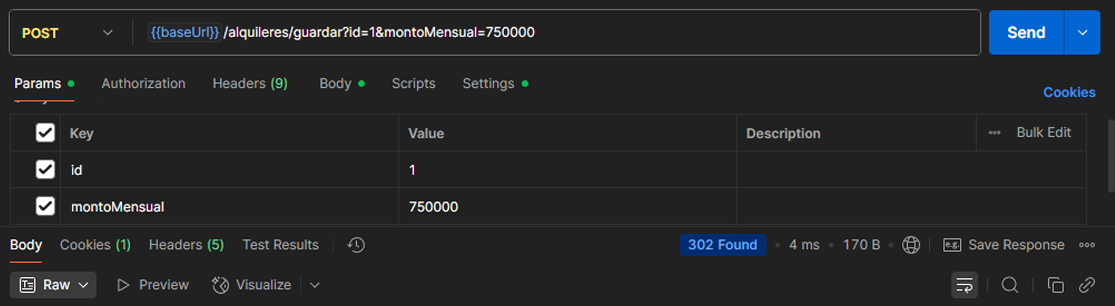 POST {{baseUrl}} /alquileres/guardar?id=1&montoMensual=750000 Send
Params Authorization Headers (9) Body Scripts Settings Cookies
Key Value Description Bulk Edit
id 1
montoMensual 750000
Body Cookies (1) Headers (5) Test Results 302 Found 4 ms 170 B e.g. Save Response
Raw Preview Visualize